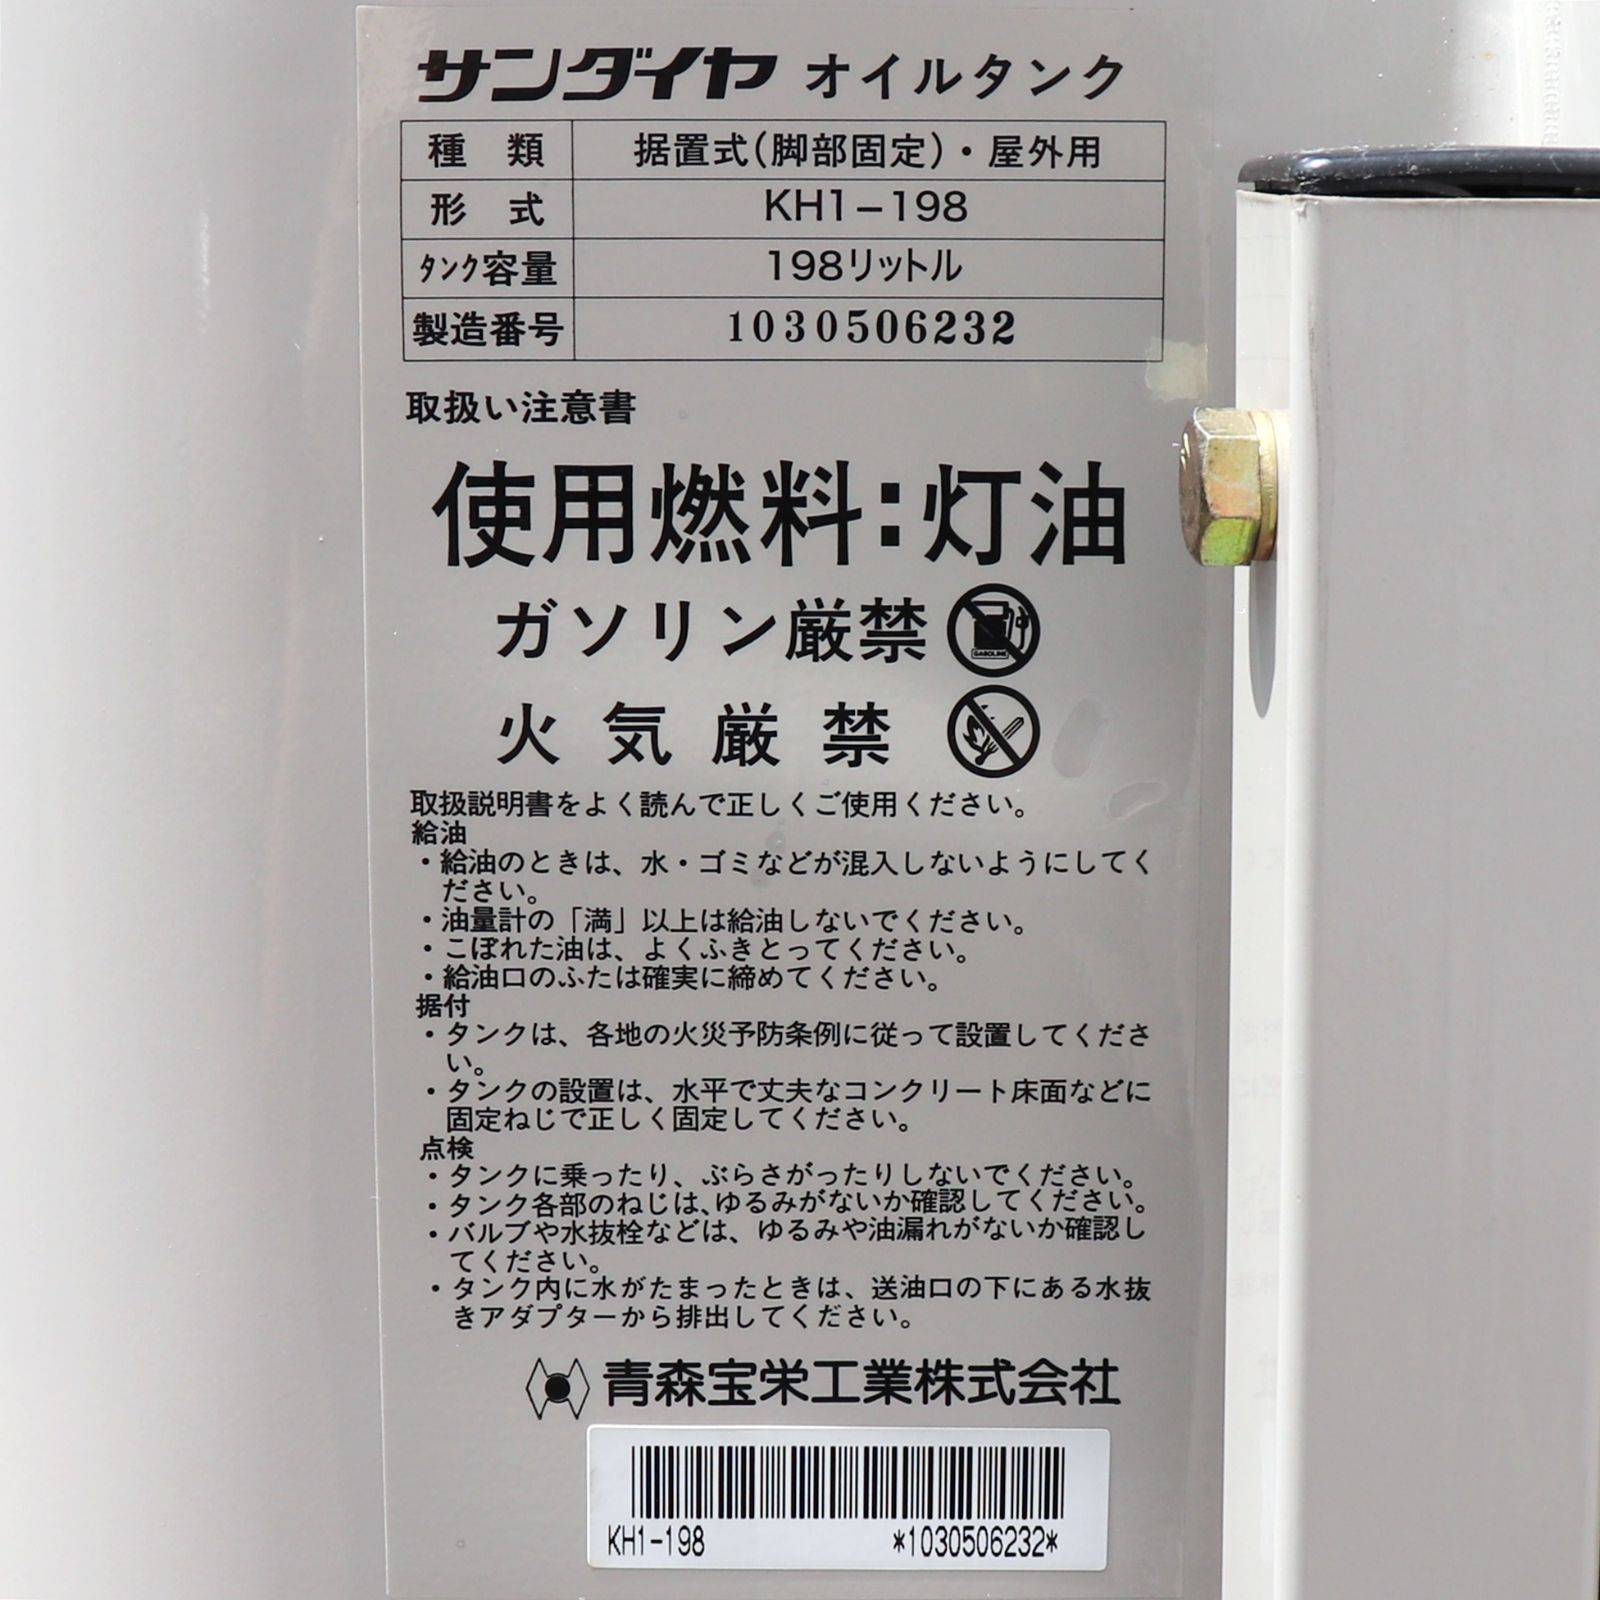 サンダイヤ オイルタンク
種　類　据置式(脚部固定)・屋外用
形　式　KH1-198
タンク容量　198リットル
製造番号　1030506232
取扱い注意書
使用燃料：灯油
ガソリン厳禁
GASOLINE
火気厳禁
取扱説明書をよく読んで正しくご使用ください。
給油
・給油のときは、水・ゴミなどが混入しないようにしてく
ださい。
・油量計の「満」以上は給油しないでください。
・こぼれた油は、よくふきとってください。
・給油口のふたは確実に締めてください。
据付
・タンクは、各地の火災予防条例に従って設置してくださ
い。
・タンクの設置は、水平で丈夫なコンクリート床面などに
固定ねじで正しく固定してください。
点検
・タンクに乗ったり、ぶらさがったりしないでください。
・タンク各部のねじは、ゆるみがないか確認してください。
・バルブや水抜栓などは、ゆるみや油漏れがないか確認し
てください。
・タンク内に水がたまったときは、送油口の下にある水抜
きアダプターから排出してください。
青森宝栄工業株式会社
KH1-198　*1030506232*